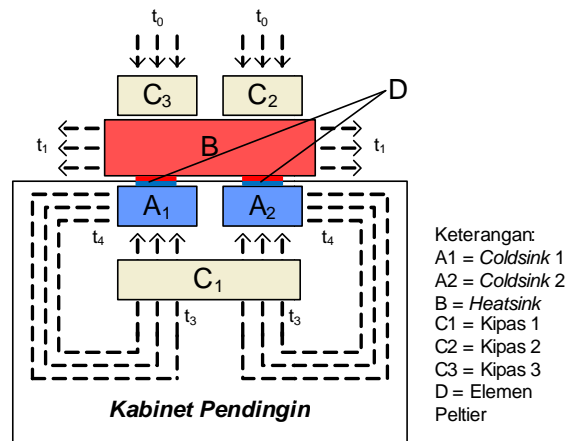 t0 t0
C3 C2
D
B
t1 t1
A1 A2
t4 t4
C1
t3 t3
Kabinet Pendingin
Keterangan:
A1 = Coldsink 1
A2 = Coldsink 2
B = Heatsink
C1 = Kipas 1
C2 = Kipas 2
C3 = Kipas 3
D = Elemen
Peltier